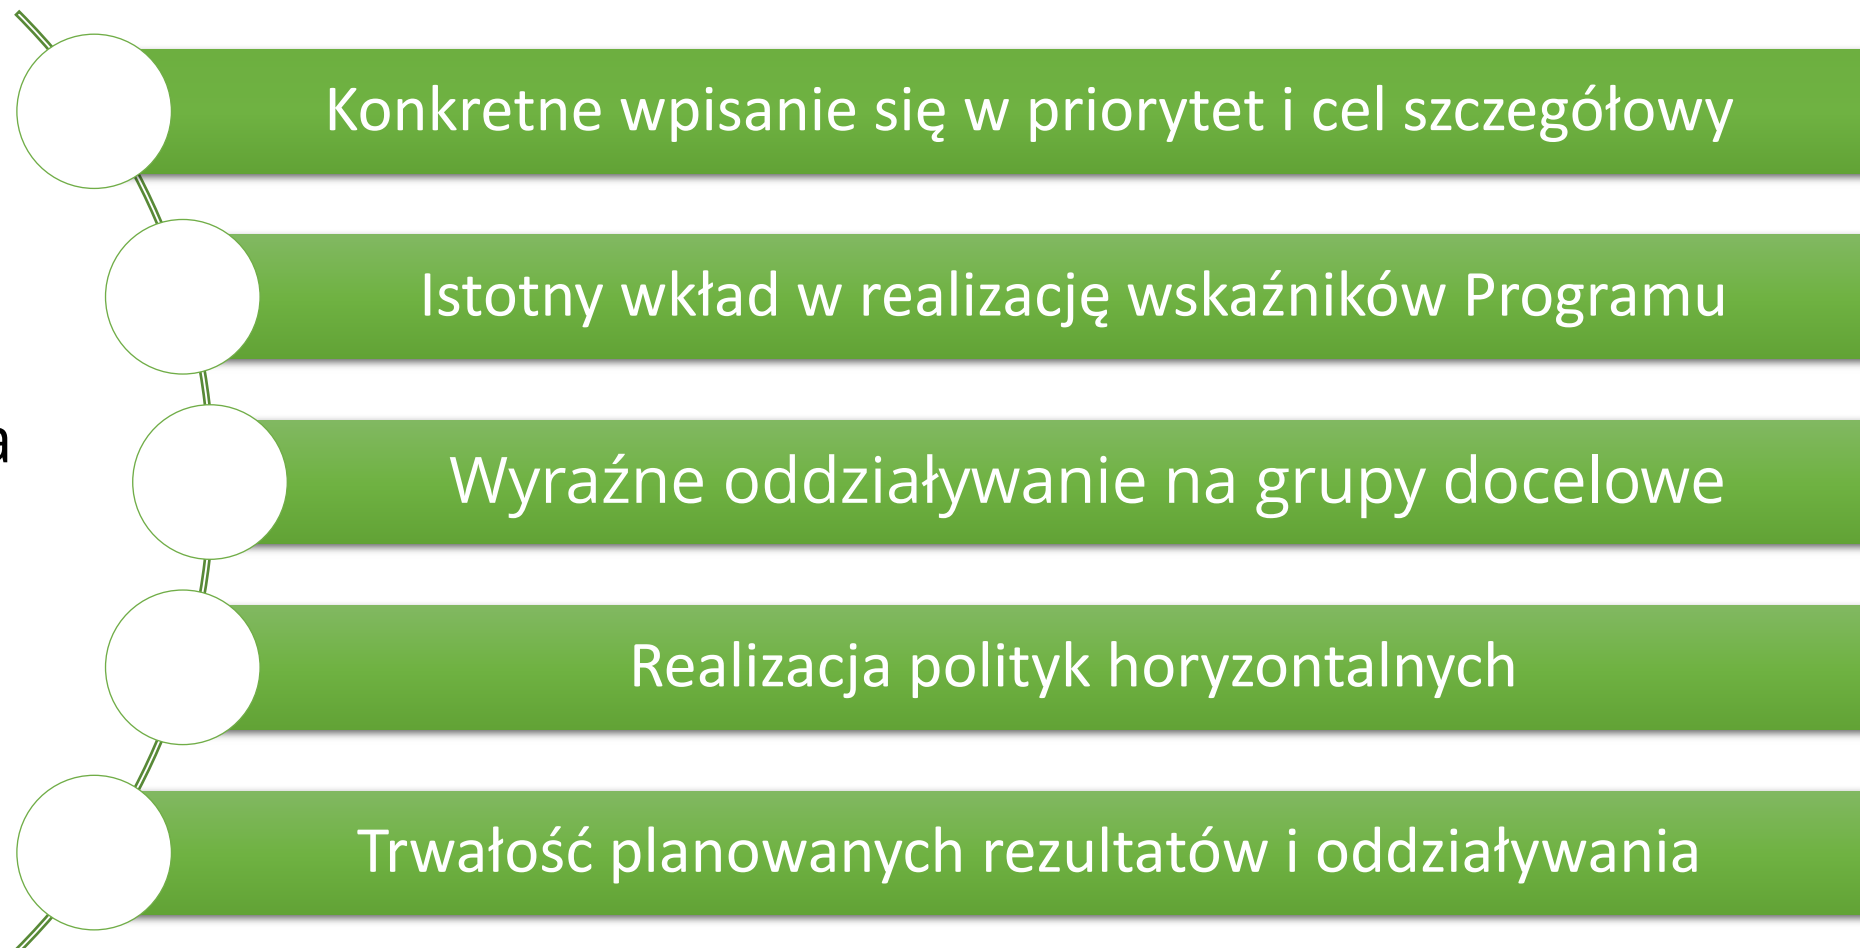 Konkretne wpisanie się w priorytet i cel szczegółowy
Istotny wkład w realizację wskaźników Programu
a
Wyraźne oddziaływanie na grupy docelowe
Realizacja polityk horyzontalnych
Trwałość planowanych rezultatów i oddziaływania